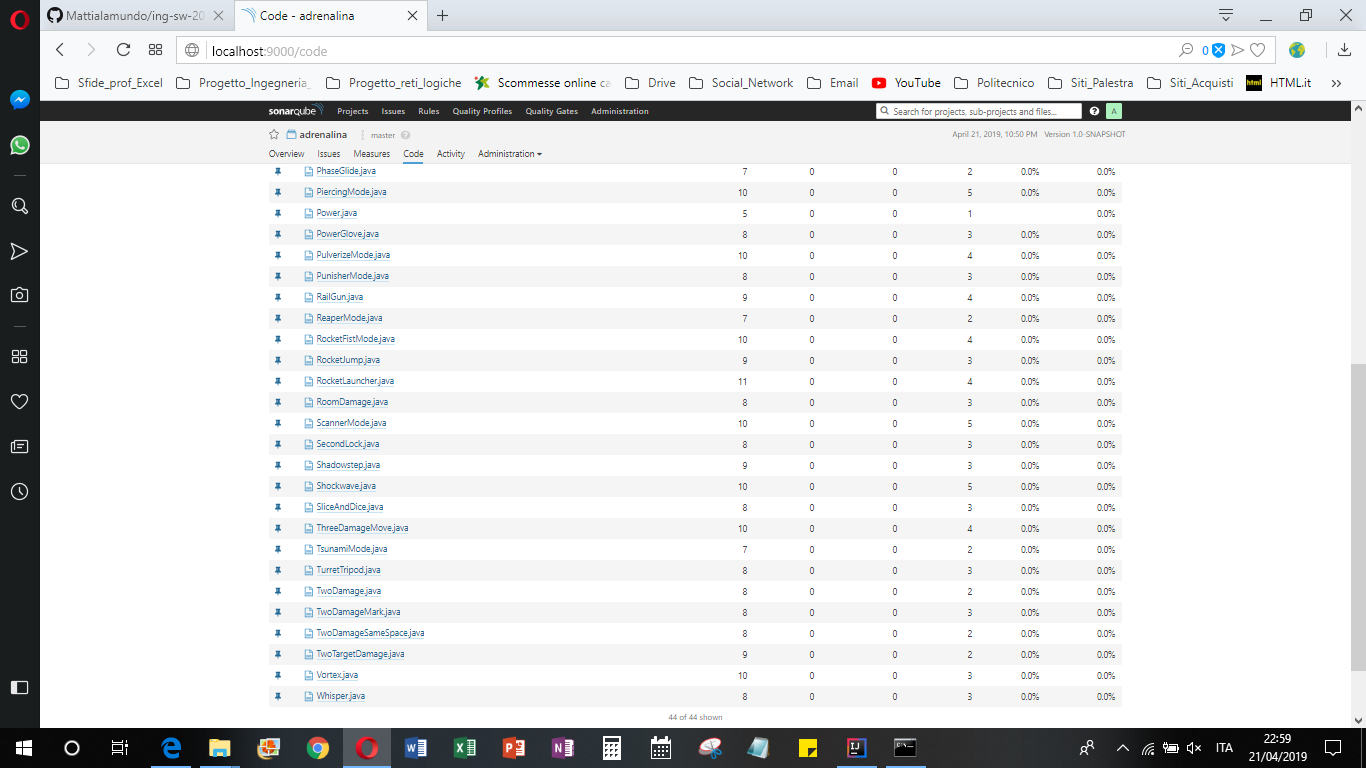 Mattialamundo/ing-sw-20
Code - adrenalina
localhost:9000/code
0
Sfide_prof_Excel
Progetto_Ingegneria_
Progetto_reti_logiche
Scommesse online ca
Drive
Social_Network
Email
YouTube
Politecnico
Siti_Palestra
Siti_Acquisti
html HTML.it
sonarqube Projects Issues Rules Quality Profiles Quality Gates Administration
Search for projects, sub-projects and files...
A
adrenalina master
April 21, 2019, 10:50 PM Version 1.0-SNAPSHOT
Overview Issues Measures Code Activity Administration
PhaseGlide.java 7 0 0 2 0.0% 0.0%
PiercingMode.java 10 0 0 5 0.0% 0.0%
Power.java 5 0 0 1 0.0%
PowerGlove.java 8 0 0 3 0.0% 0.0%
PulverizeMode.java 10 0 0 4 0.0% 0.0%
PunisherMode.java 8 0 0 3 0.0% 0.0%
RailGun.java 9 0 0 4 0.0% 0.0%
ReaperMode.java 7 0 0 2 0.0% 0.0%
RocketFistMode.java 10 0 0 4 0.0% 0.0%
RocketJump.java 9 0 0 3 0.0% 0.0%
RocketLauncher.java 11 0 0 4 0.0% 0.0%
RoomDamage.java 8 0 0 3 0.0% 0.0%
ScannerMode.java 10 0 0 5 0.0% 0.0%
SecondLock.java 8 0 0 3 0.0% 0.0%
Shadowstep.java 9 0 0 3 0.0% 0.0%
Shockwave.java 10 0 0 5 0.0% 0.0%
SliceAndDice.java 8 0 0 3 0.0% 0.0%
ThreeDamageMove.java 10 0 0 4 0.0% 0.0%
TsunamiMode.java 7 0 0 2 0.0% 0.0%
TurretTripod.java 8 0 0 3 0.0% 0.0%
TwoDamage.java 8 0 0 2 0.0% 0.0%
TwoDamageMark.java 8 0 0 3 0.0% 0.0%
TwoDamageSameSpace.java 8 0 0 2 0.0% 0.0%
TwoTargetDamage.java 9 0 0 2 0.0% 0.0%
Vortex.java 10 0 0 3 0.0% 0.0%
Whisper.java 8 0 0 3 0.0% 0.0%
44 of 44 shown
ITA
22:59
21/04/2019